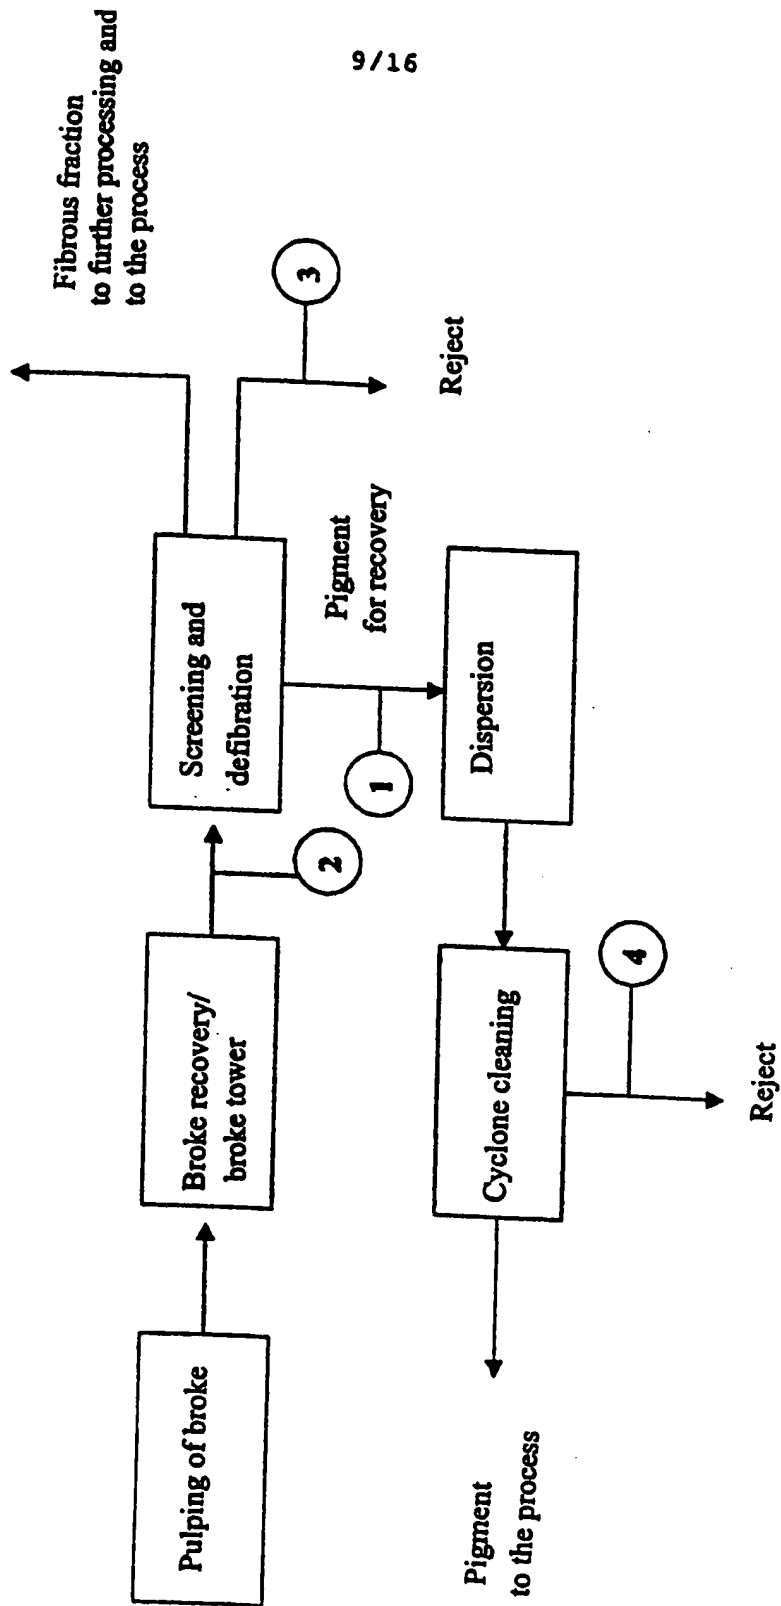 9/16
Pulping of broke
Broke recovery/
broke tower
2
Screening and
defibration
Fibrous fraction
to further processing and
to the process
3
Reject
Pigment
for recovery
1
Dispersion
Cyclone cleaning
4
Reject
Pigment
to the process